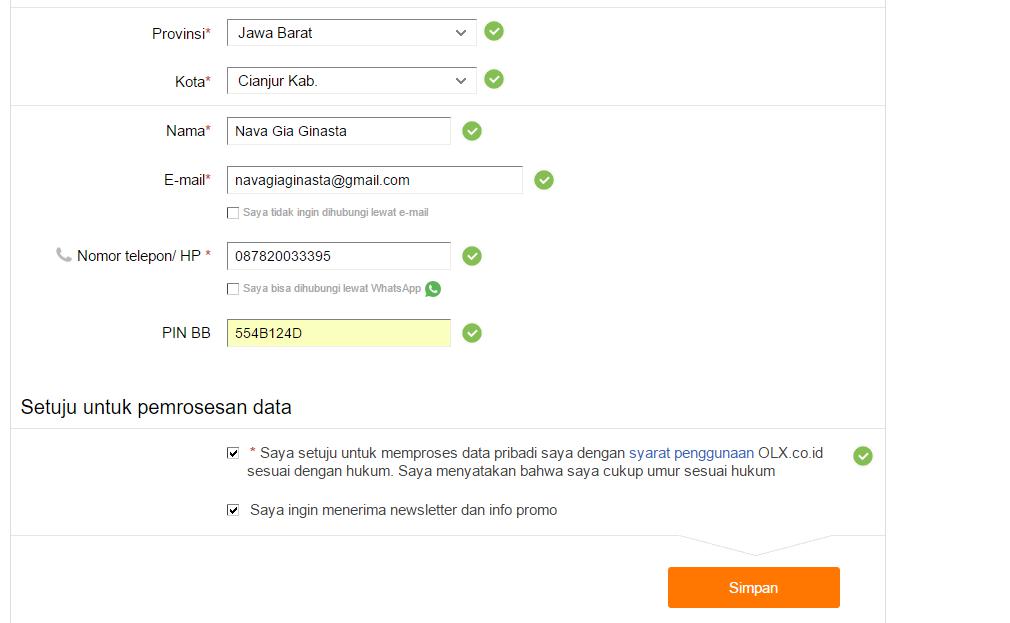 Provinsi* Jawa Barat
Kota* Cianjur Kab.
Nama* Nava Gia Ginasta
E-mail* navagiaginasta@gmail.com
Saya tidak ingin dihubungi lewat e-mail
Nomor telepon/ HP * 087820033395
Saya bisa dihubungi lewat WhatsApp
PIN BB 554B124D
Setuju untuk pemrosesan data
* Saya setuju untuk memproses data pribadi saya dengan syarat penggunaan OLX.co.id
sesuai dengan hukum. Saya menyatakan bahwa saya cukup umur sesuai hukum
Saya ingin menerima newsletter dan info promo
Simpan